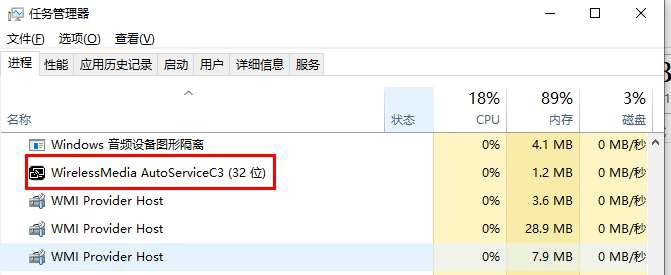 任务管理器
文件(F) 选项(O) 查看(V)
进程 性能 应用历史记录 启动 用户 详细信息 服务
18% 89% 3%
名称 状态 CPU 内存 磁盘
Windows 音频设备图形隔离 0% 4.1 MB 0 MB/秒
WirelessMedia AutoServiceC3 (32 位) 0% 1.2 MB 0 MB/秒
WMI Provider Host 0% 3.6 MB 0 MB/秒
WMI Provider Host 0% 28.9 MB 0 MB/秒
WMI Provider Host 0% 7.9 MB 0 MB/秒